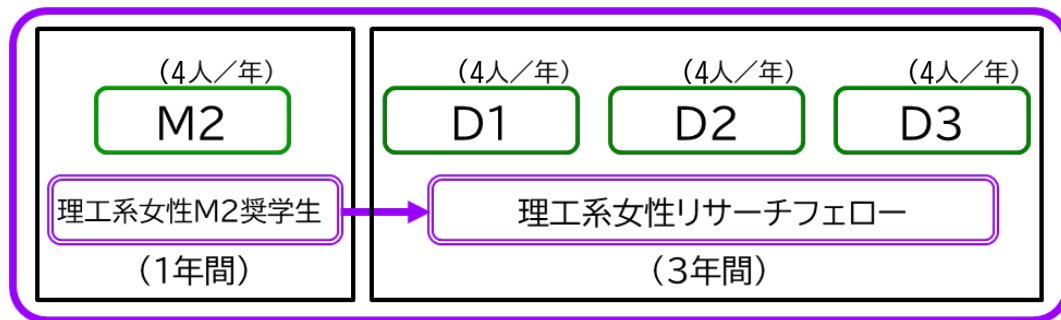 (4人／年)
M2
理工系女性M2奨学生
(1年間)
(4人／年)
(4人／年)
(4人／年)
D1
D2
D3
理工系女性リサーチフェロー
(3年間)